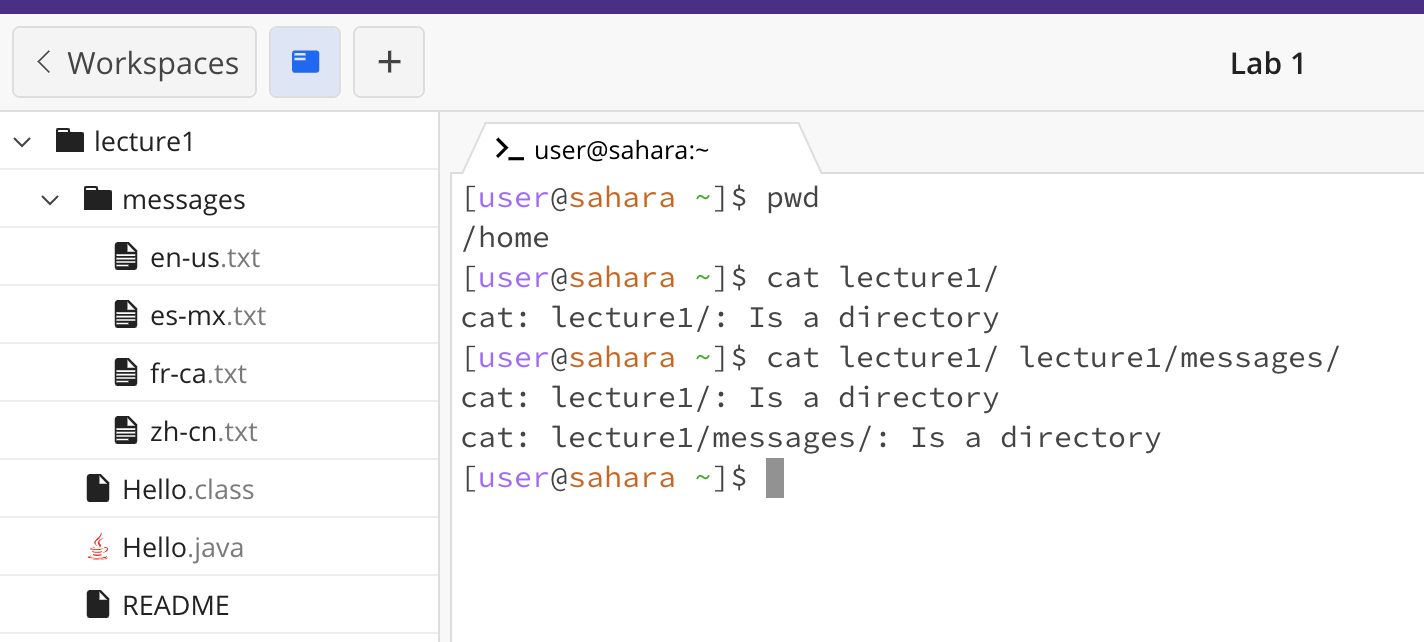 Workspaces
Lab 1
lecture1
messages
en-us.txt
es-mx.txt
fr-ca.txt
zh-cn.txt
Hello.class
Hello.java
README
user@sahara:~
[user@sahara ~]$ pwd
/home
[user@sahara ~]$ cat lecture1/
cat: lecture1/: Is a directory
[user@sahara ~]$ cat lecture1/ lecture1/messages/
cat: lecture1/: Is a directory
cat: lecture1/messages/: Is a directory
[user@sahara ~]$